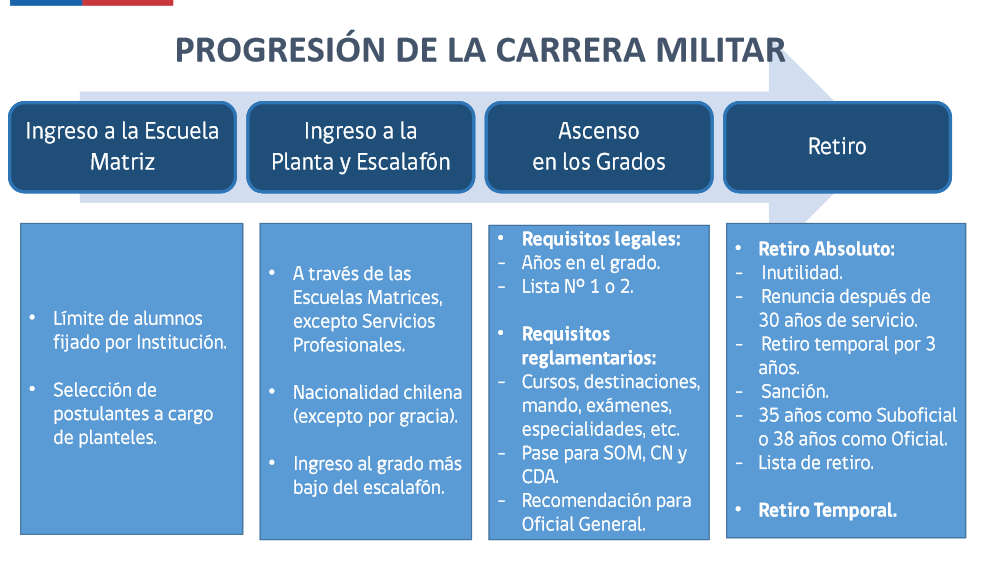 PROGRESIÓN DE LA CARRERA MILITAR
Ingreso a la Escuela
Matriz
Ingreso a la
Planta y Escalafón
Ascenso
en los Grados
Retiro
• Límite de alumnos
fijado por Institución.
• Selección de
postulantes a cargo
de planteles.
• A través de las
Escuelas Matrices,
excepto Servicios
Profesionales.
• Nacionalidad chilena
(excepto por gracia).
• Ingreso al grado más
bajo del escalafón.
• Requisitos legales:
- Años en el grado.
- Lista Nº 1 o 2.
• Requisitos
reglamentarios:
- Cursos, destinaciones,
mando, exámenes,
especialidades, etc.
- Pase para SOM, CN y
CDA.
- Recomendación para
Oficial General.
• Retiro Absoluto:
- Inutilidad.
- Renuncia después de
30 años de servicio.
- Retiro temporal por 3
años.
- Sanción.
- 35 años como Suboficial
o 38 años como Oficial.
- Lista de retiro.
• Retiro Temporal.